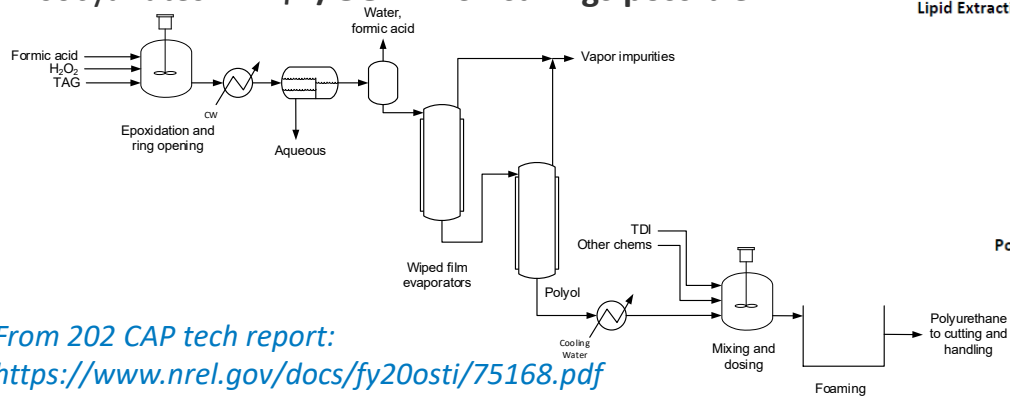 Lipid Extracti
Water,
formic acid
Formic acid
H₂O₂
TAG
Vapor impurities
CW
Epoxidation and
ring opening
Aqueous
TDI
Other chems
Po
Wiped film
evaporators
Polyol
Cooling
Water
Mixing and
dosing
Polyurethane
to cutting and
handling
Foaming
From 202 CAP tech report:
https://www.nrel.gov/docs/fy20osti/75168.pdf